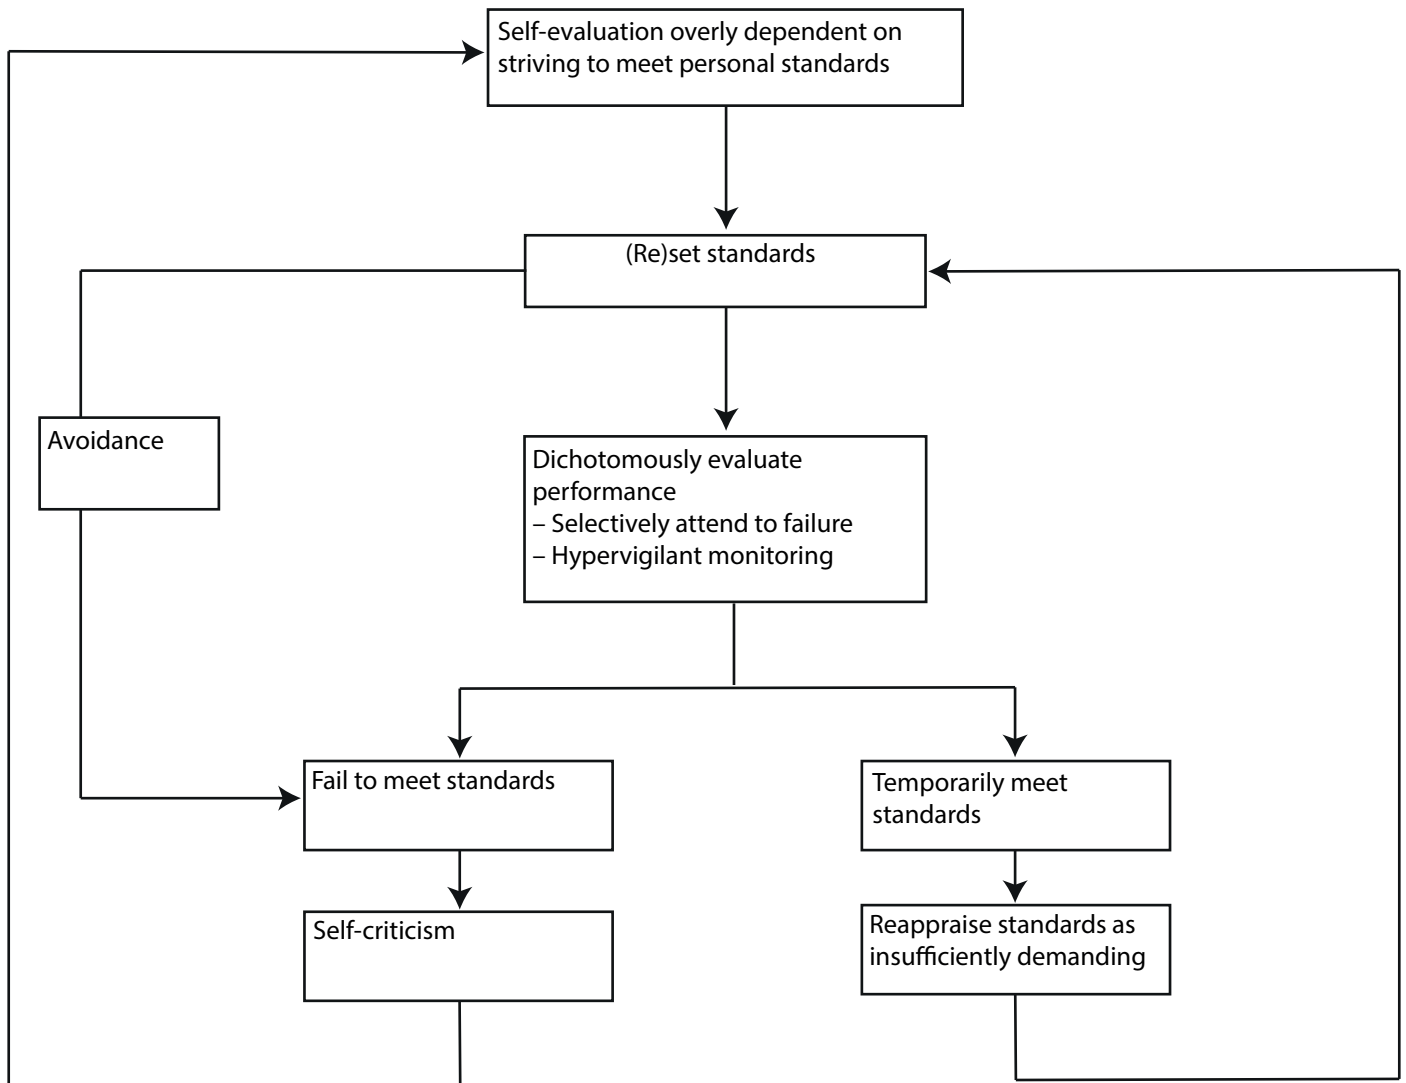 Self-evaluation overly dependent on
striving to meet personal standards
(Re)set standards
Avoidance
Dichotomously evaluate
performance
– Selectively attend to failure
– Hypervigilant monitoring
Fail to meet standards
Temporarily meet
standards
Self-criticism
Reappraise standards as
insufficiently demanding